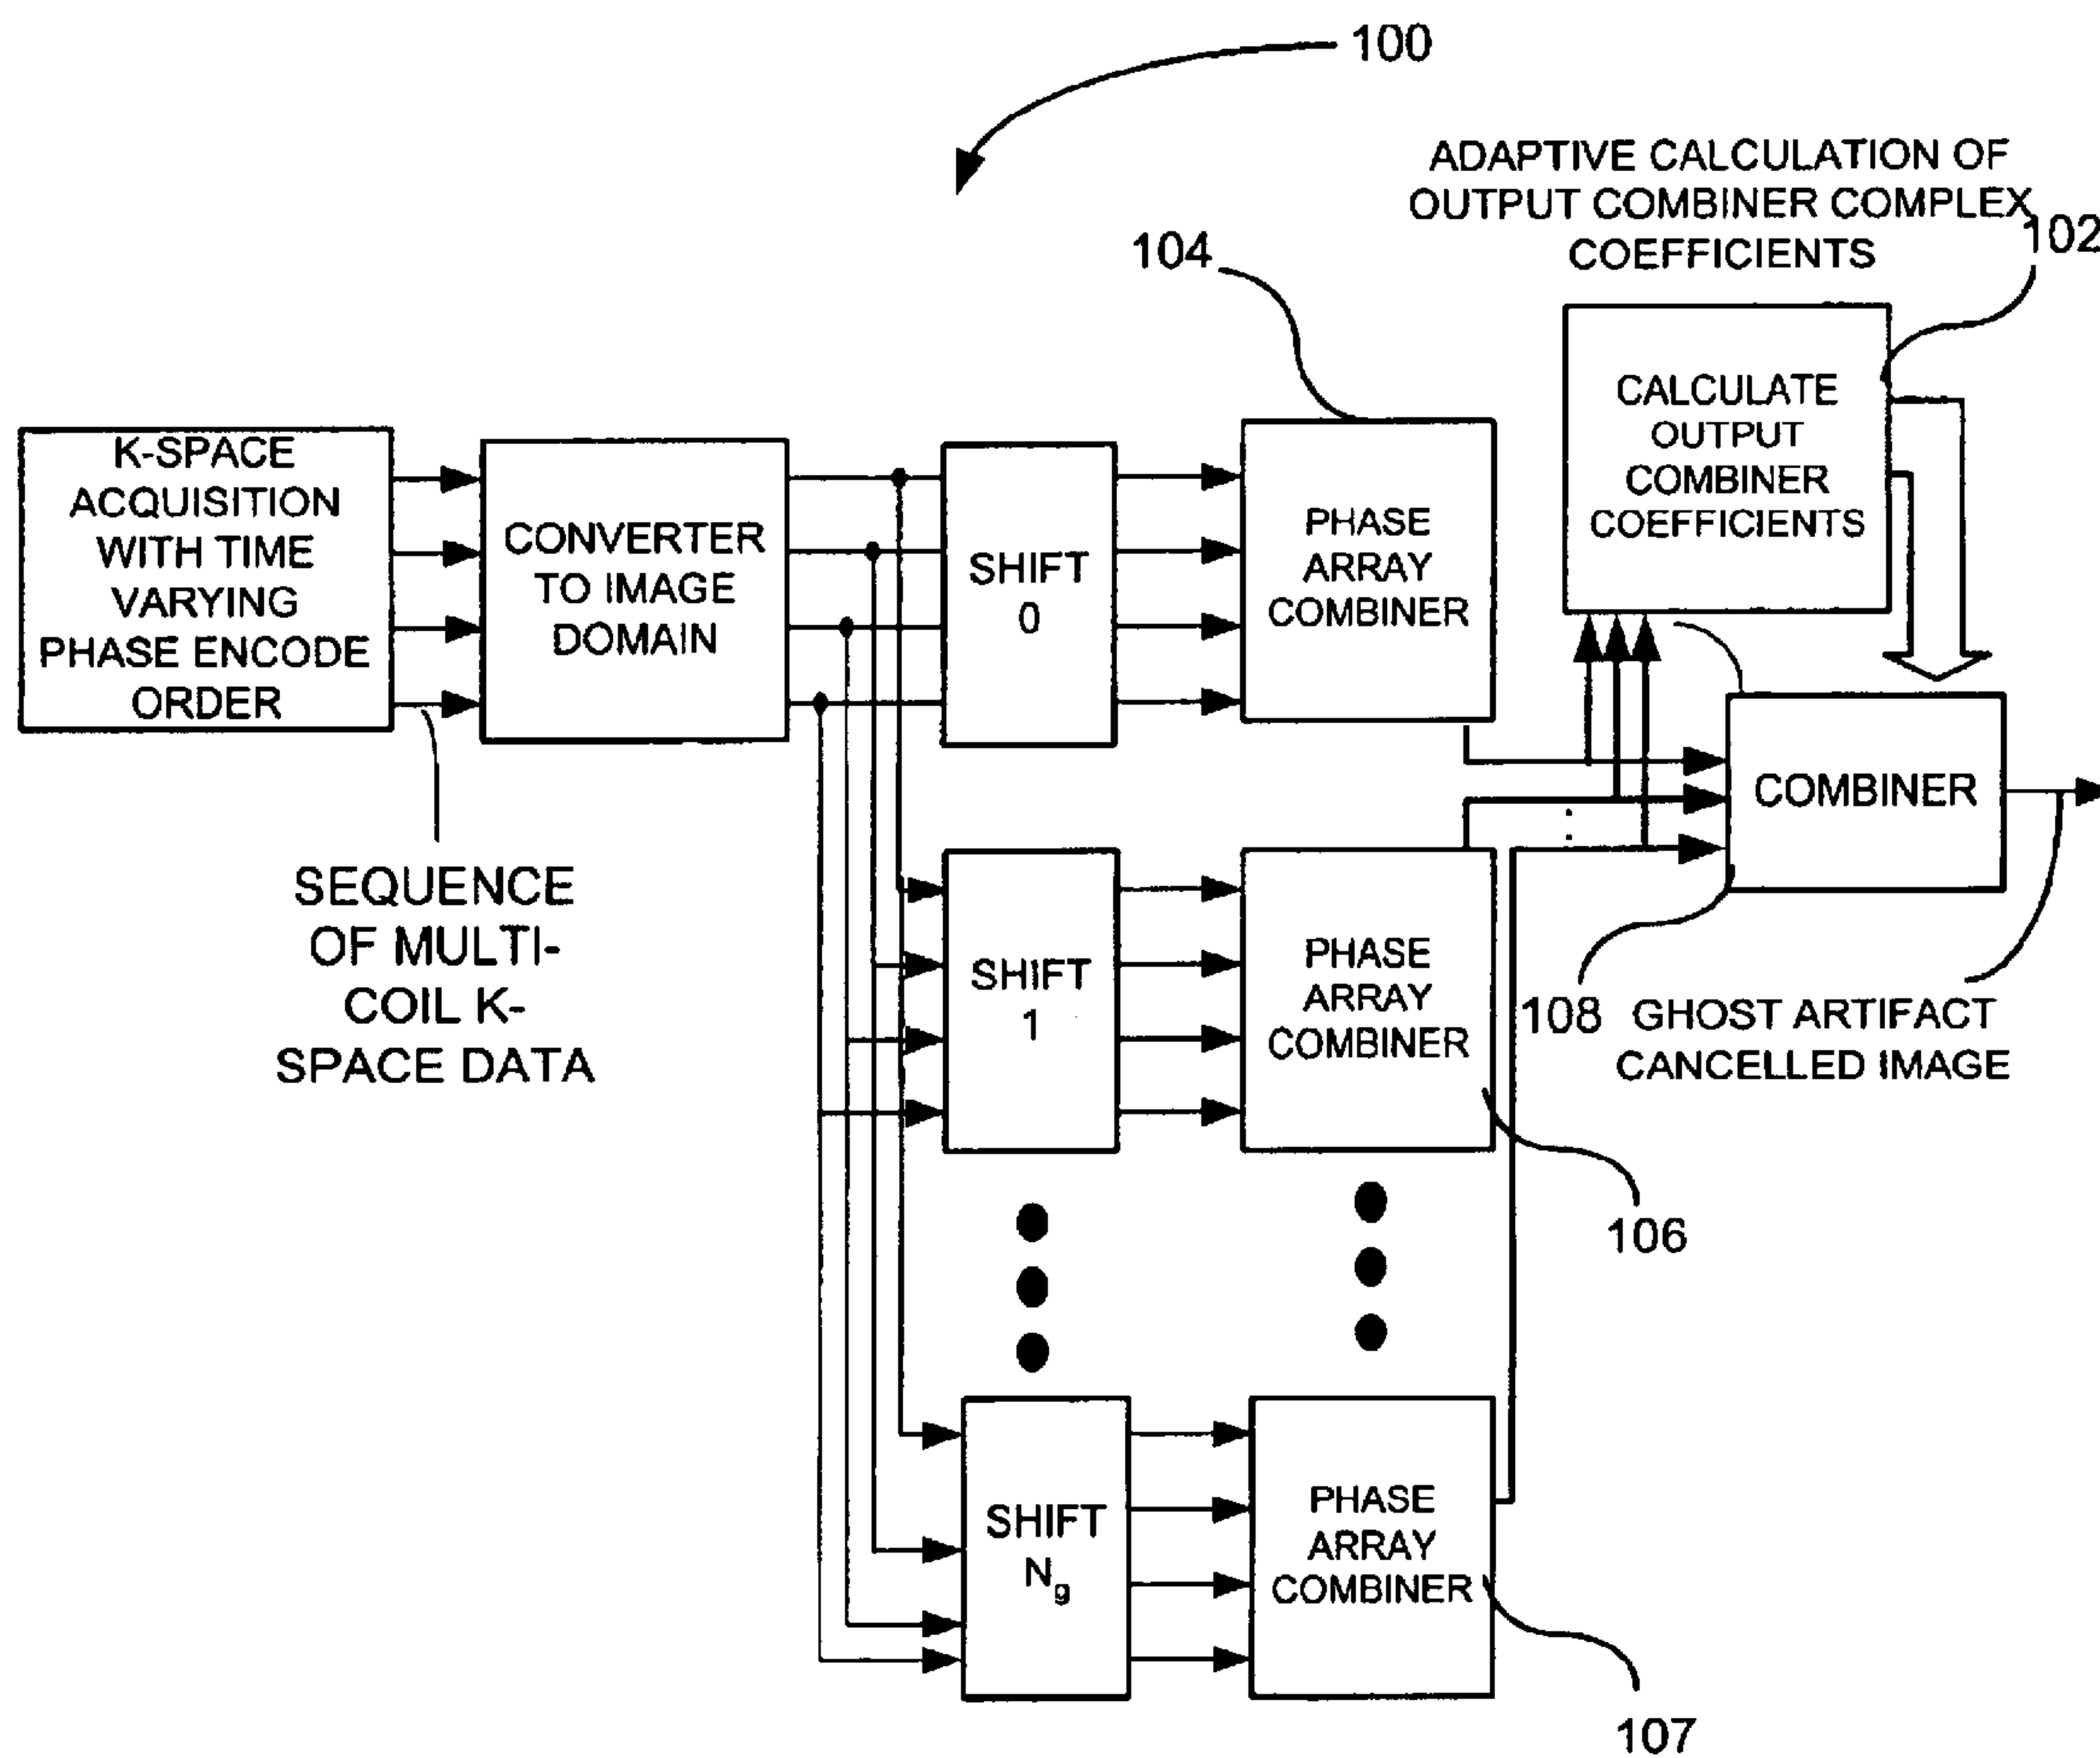 100
ADAPTIVE CALCULATION OF
OUTPUT COMBINER COMPLEX
COEFFICIENTS
102
104
K-SPACE
ACQUISITION
WITH TIME
VARYING
PHASE ENCODE
ORDER
CONVERTER
TO IMAGE
DOMAIN
SHIFT
0
PHASE
ARRAY
COMBINER
CALCULATE
OUTPUT
COMBINER
COEFFICIENTS
COMBINER
SEQUENCE
OF MULTI-
COIL K-
SPACE DATA
SHIFT
1
PHASE
ARRAY
COMBINER
108
GHOST ARTIFACT
CANCELLED IMAGE
106
SHIFT
Ng
PHASE
ARRAY
COMBINER
107